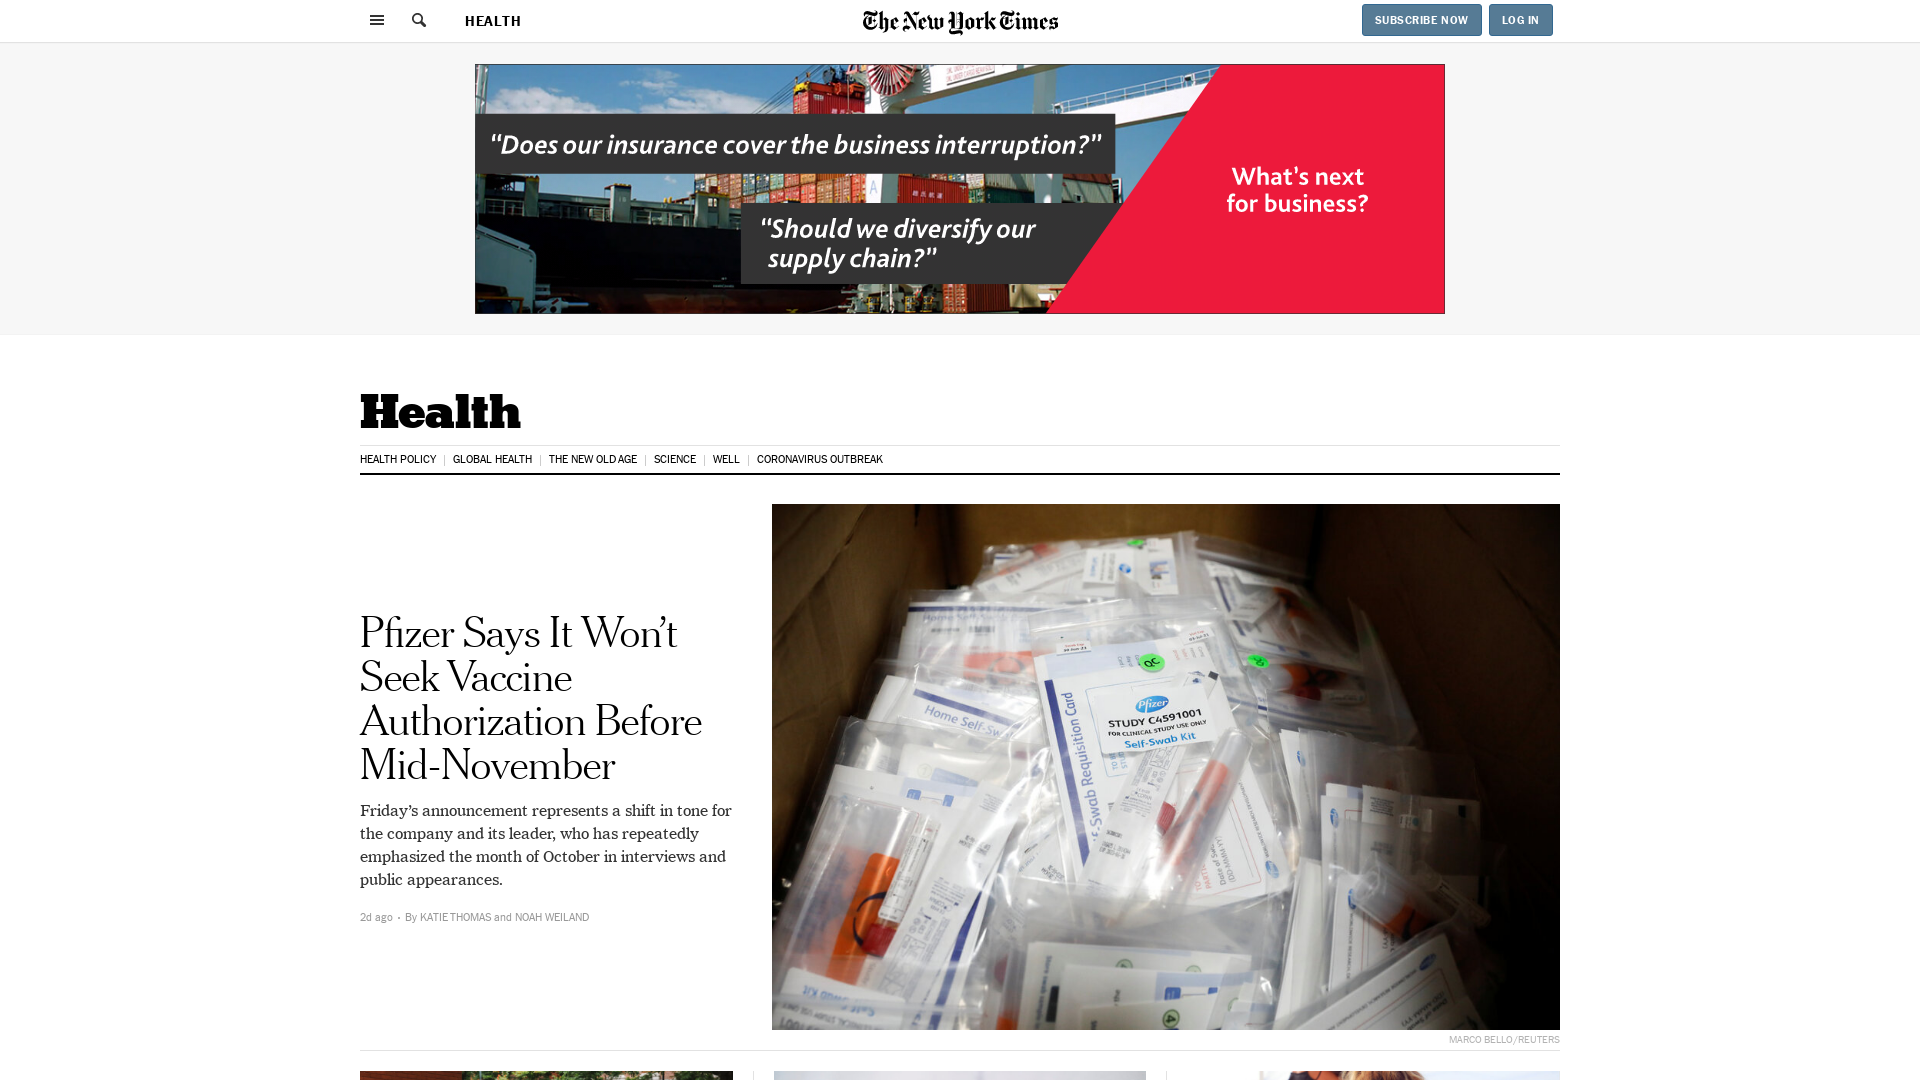 HEALTH
The New York Times
SUBSCRIBE NOW
LOG IN
“Does our insurance cover the business interruption?”
“Should we diversify our
supply chain?”
What’s next
for business?
Health
HEALTH POLICY
GLOBAL HEALTH
THE NEW OLD AGE
SCIENCE
WELL
CORONAVIRUS OUTBREAK
Pfizer Says It Won’t
Seek Vaccine
Authorization Before
Mid-November
Friday’s announcement represents a shift in tone for
the company and its leader, who has repeatedly
emphasized the month of October in interviews and
public appearances.
2d ago • By KATIE THOMAS and NOAH WEILAND
QC
Home Self-Sw
Pfizer
STUDY C4591001
FOR CLINICAL STUDY USE ONLY
Self-Swab Kit
f-Swab Requisition Card
MARCO BELLO/REUTERS